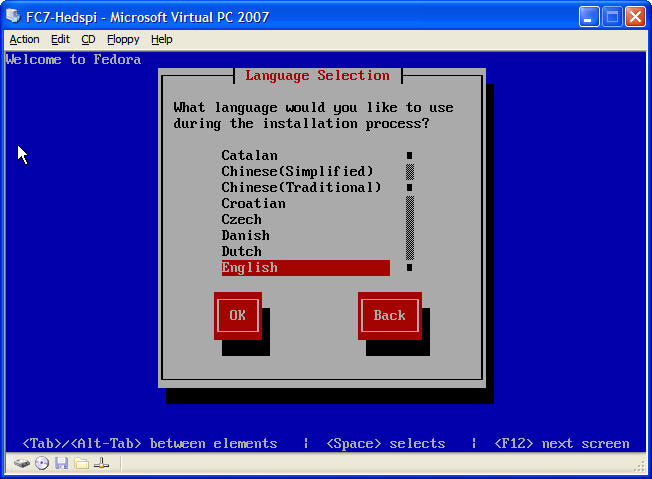 FC7-Hedspi - Microsoft Virtual PC 2007
Action Edit CD Floppy Help
Welcome to Fedora
Language Selection
What language would you like to use
during the installation process?
Catalan
Chinese(Simplified)
Chinese(Traditional)
Croatian
Czech
Danish
Dutch
English
OK Back
<Tab>/<Alt-Tab> between elements | <Space> selects | <F12> next screen